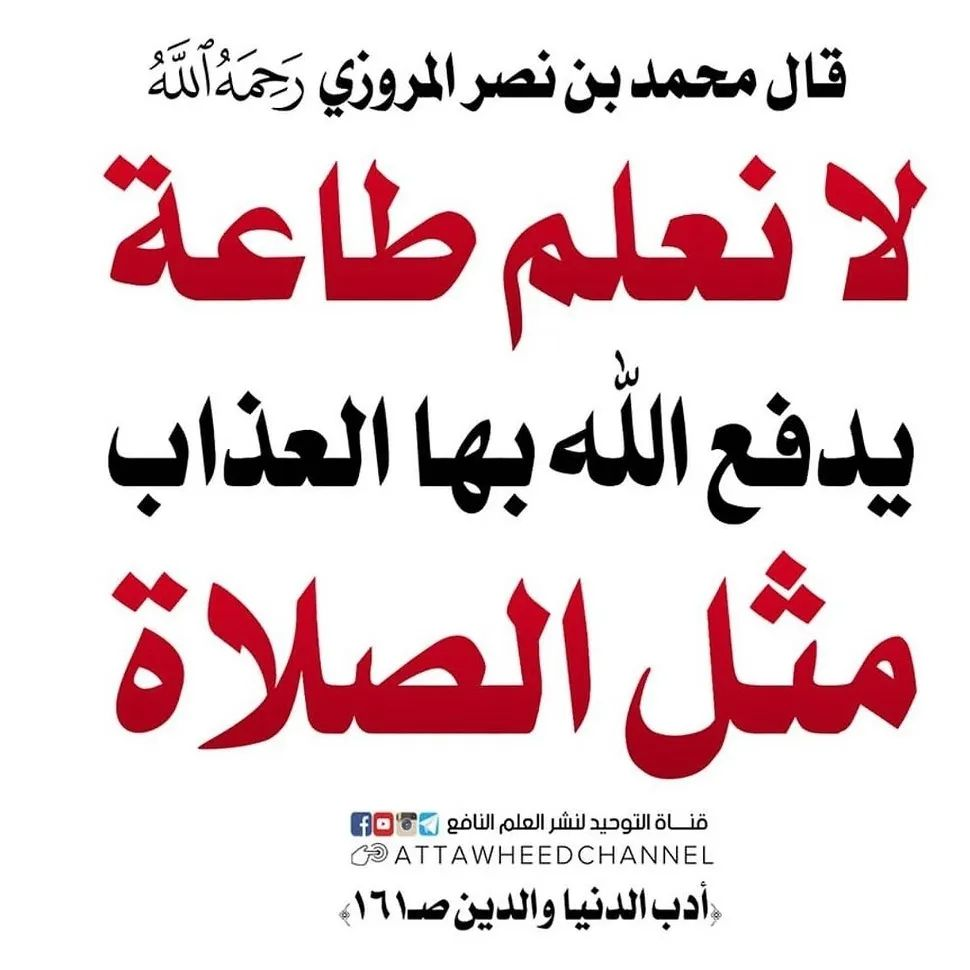 قال محمد بن نصر المروزي رَحِمَهُ ٱللَّهُ
لا نعلم طاعة
يدفع الله بها العذاب
مثل الصلاة
قنــاة التوحيد لنشر العلم النافع
ATTAWHEEDCHANNEL
﴿أدب الدنيا والدين صـ١٦١﴾